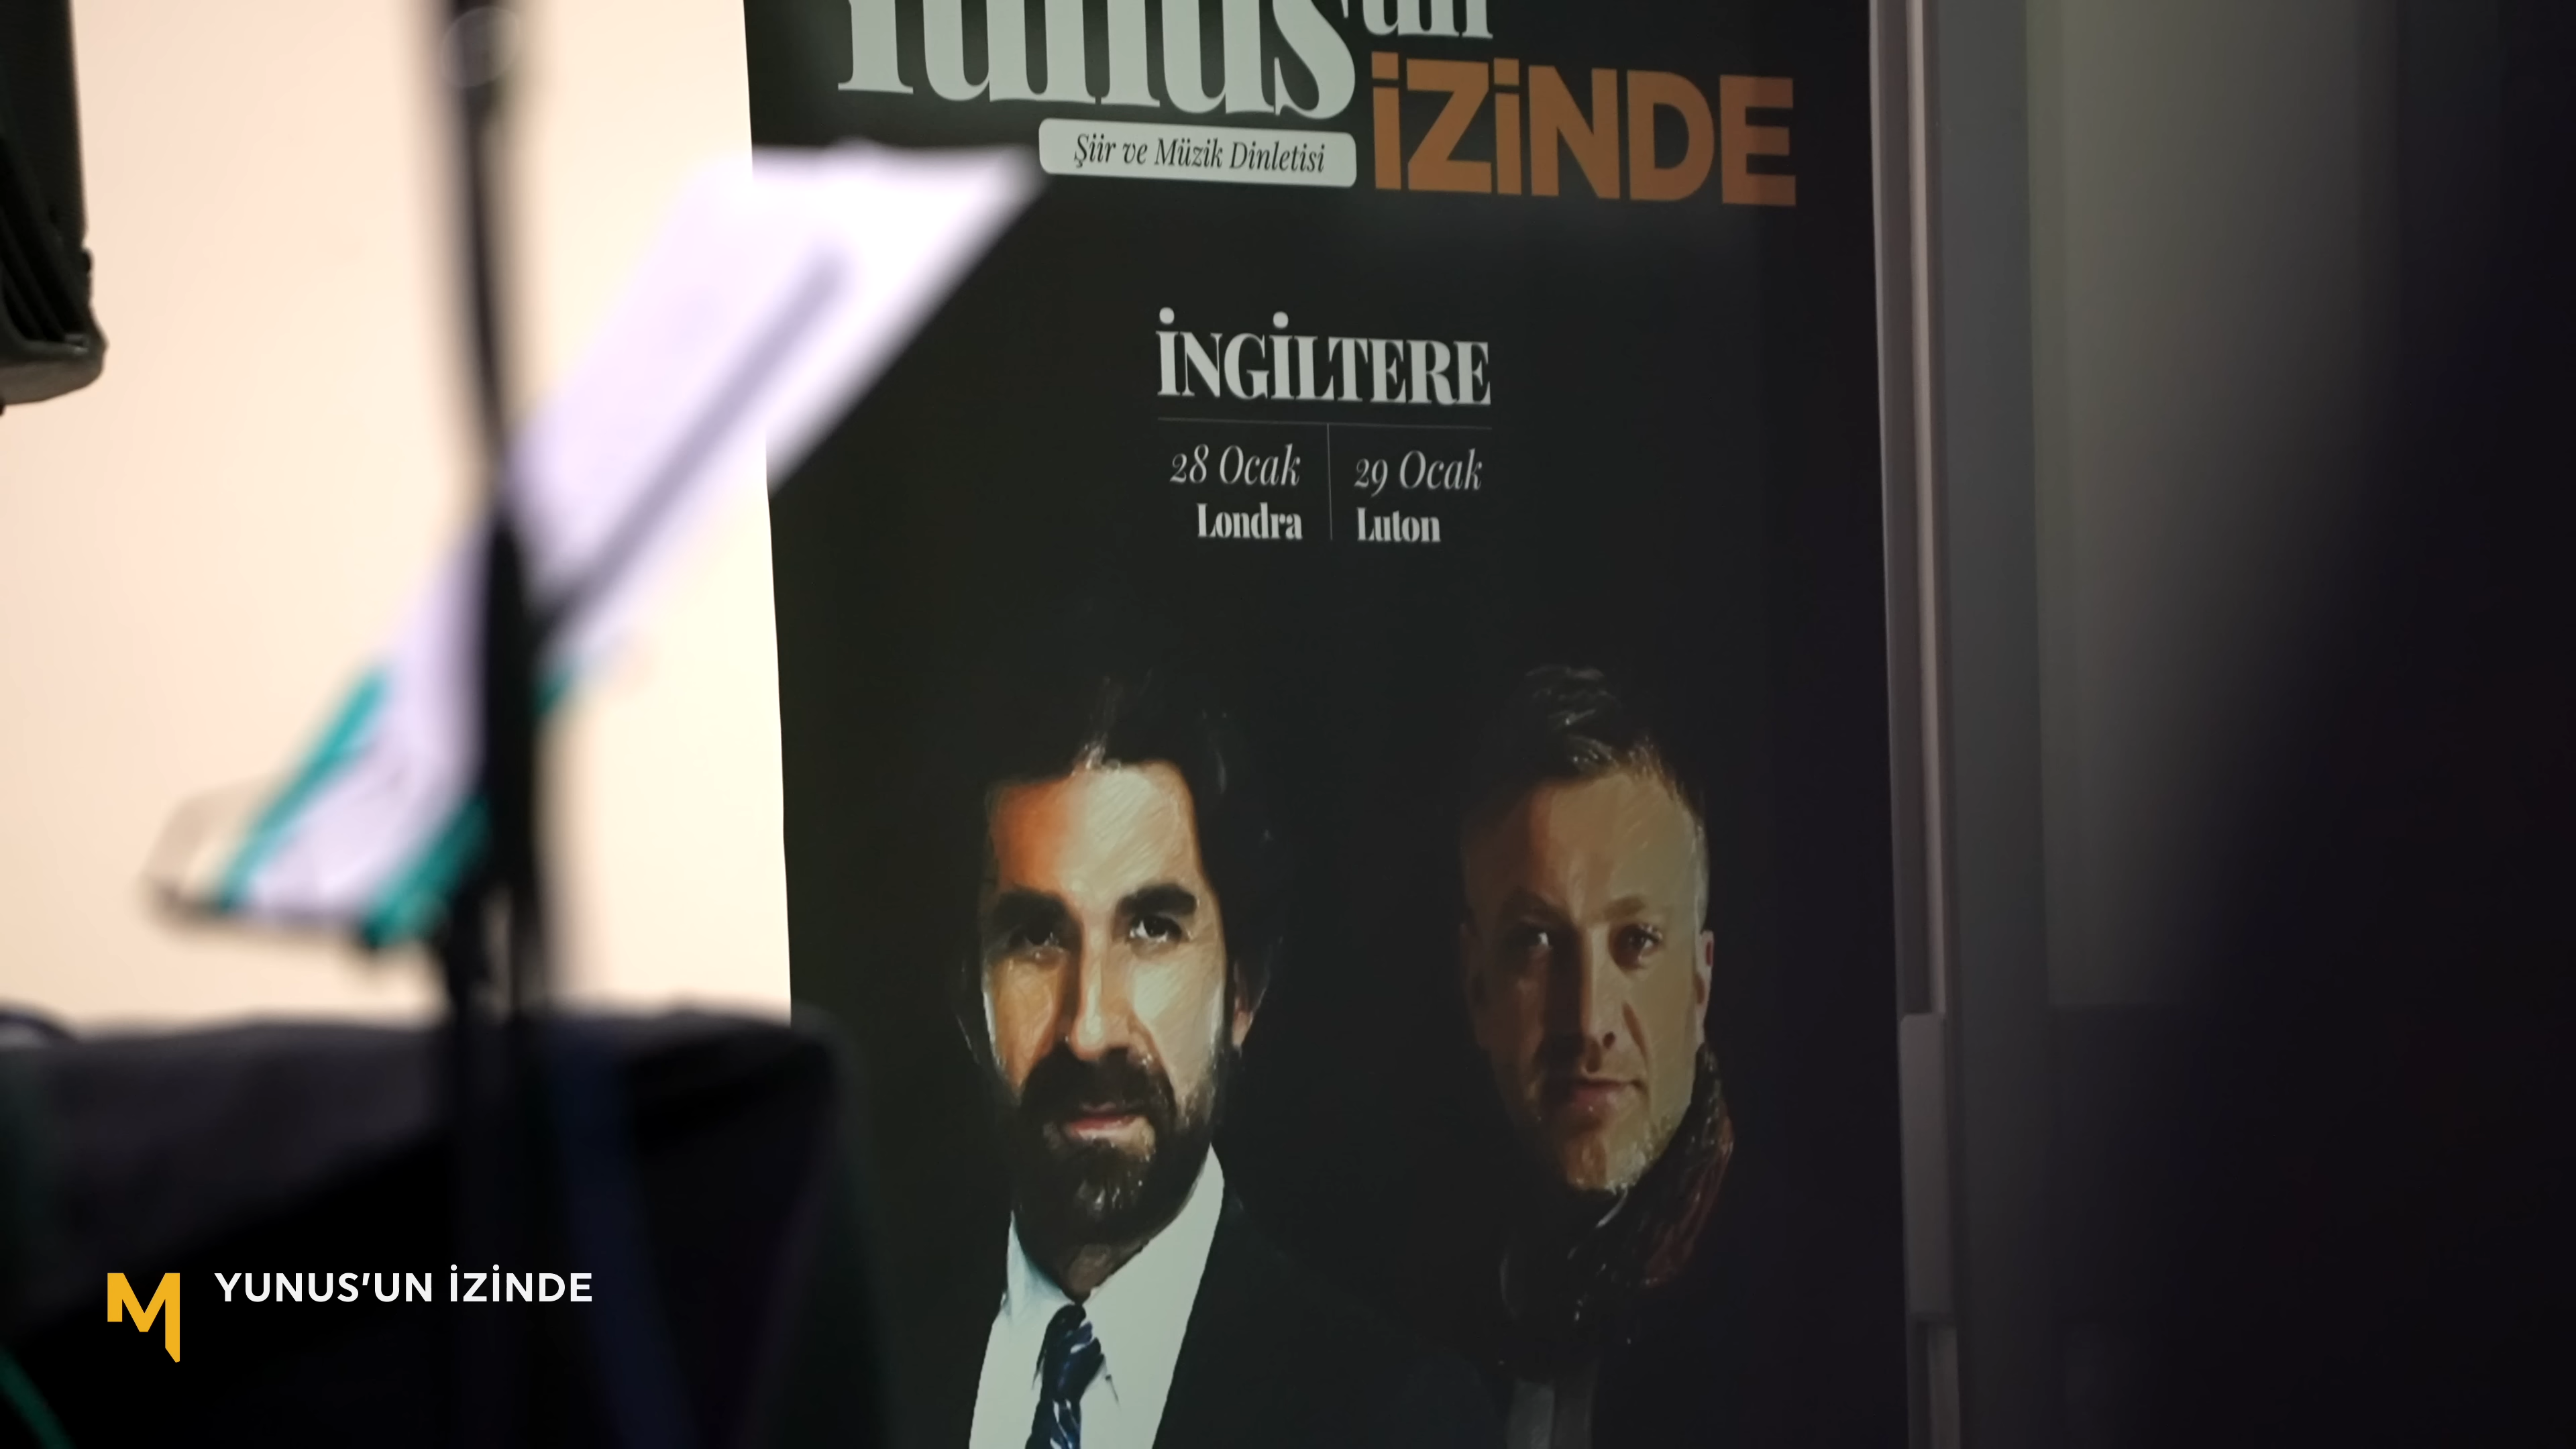 Yunus'un
İZİNDE
Şiir ve Müzik Dinletisi
İNGİLTERE
28 Ocak
Londra
29 Ocak
Luton
YUNUS'UN İZİNDE